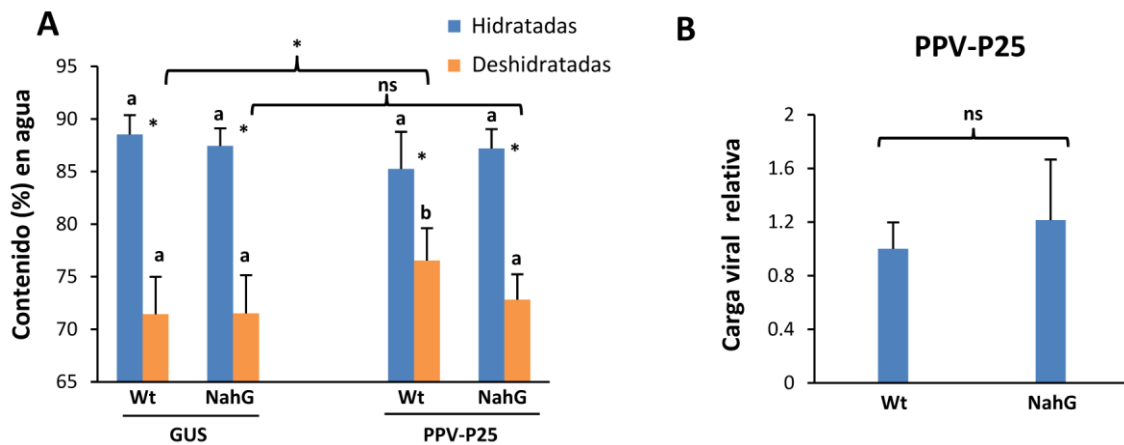 A
Hidratadas
Deshidratadas
*
ns
Contenido (%) en agua
95
90
85
80
75
70
65
a
*
a
*
a
*
a
*
a
a
b
a
Wt
NahG
Wt
NahG
GUS
PPV-P25
B
PPV-P25
ns
Carga viral relativa
2
1.6
1.2
0.8
0.4
0
Wt
NahG